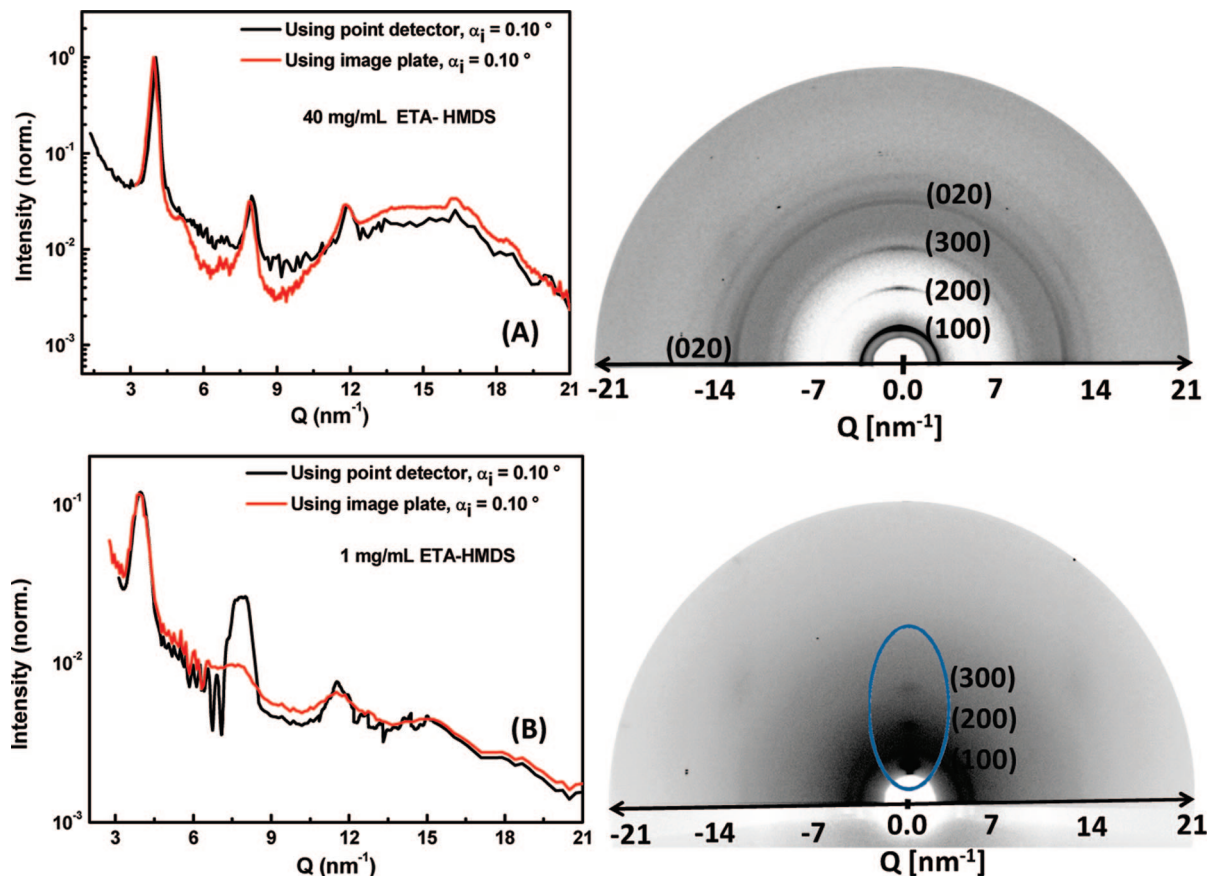 Using point detector, αi = 0.10 °
Using image plate, αi = 0.10 °
40 mg/mL ETA- HMDS
Intensity (norm.)
10⁰
10⁻¹
10⁻²
10⁻³
(A)
3 6 9 12 15 18 21
Q (nm⁻¹)
(020)
(300)
(200)
(100)
(020)
-21 -14 -7 0.0 7 14 21
Q [nm⁻¹]
Using point detector, αi = 0.10 °
Using image plate, αi = 0.10 °
1 mg/mL ETA-HMDS
Intensity (norm.)
10⁻¹
10⁻²
10⁻³
(B)
3 6 9 12 15 18 21
Q (nm⁻¹)
(300)
(200)
(100)
-21 -14 -7 0.0 7 14 21
Q [nm⁻¹]